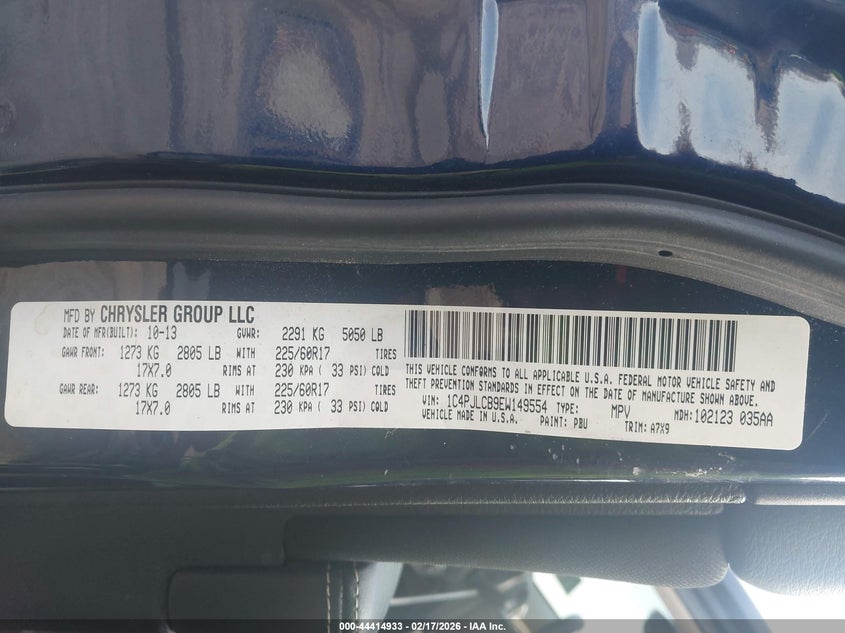 MFD BY CHRYSLER GROUP LLC
DATE OF MFR(BUILT): 10-13 GVWR: 2291 KG 5050 LB
GAWR FRONT: 1273 KG 2805 LB WITH 225/60R17 TIRES
17X7.0 RIMS AT 230 KPA ( 33 PSI) COLD
GAWR REAR: 1273 KG 2805 LB WITH 225/60R17 TIRES
17X7.0 RIMS AT 230 KPA ( 33 PSI) COLD
THIS VEHICLE CONFORMS TO ALL APPLICABLE U.S.A. FEDERAL MOTOR VEHICLE SAFETY AND
THEFT PREVENTION STANDARDS IN EFFECT ON THE DATE OF MANUFACTURE SHOWN ABOVE.
VIN: 1C4PJLCB9EW149554 TYPE: MPV MDH: 102123 035AA
VEHICLE MADE IN U.S.A. PAINT: PBU TRIM: A7X9
000-44414933 - 02/17/2026 - IAA Inc.